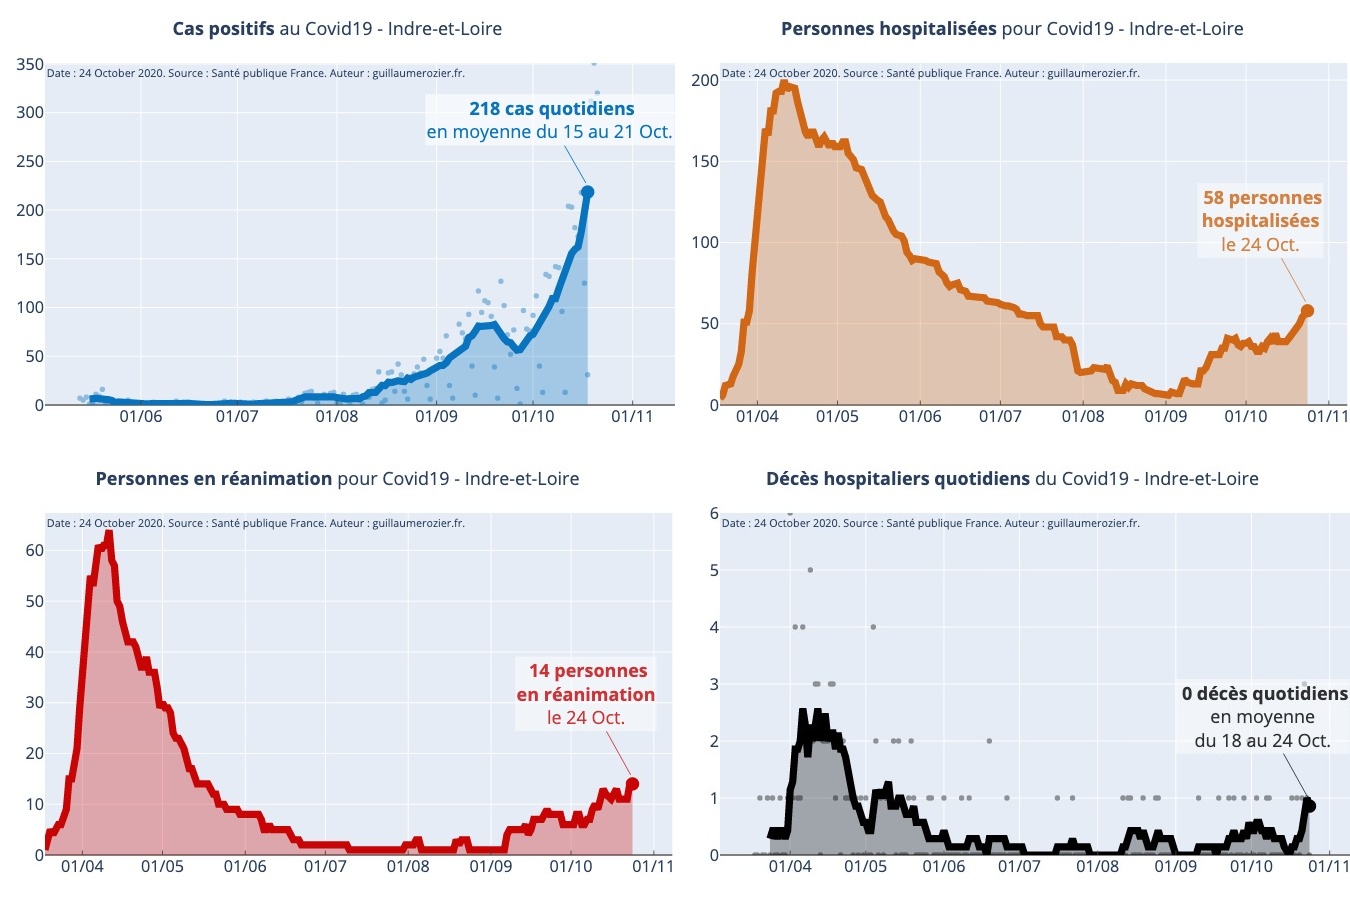 Cas positifs au Covid19 - Indre-et-Loire
Date : 24 October 2020. Source : Santé publique France. Auteur : guillaumerozier.fr.
350
300
250
200
150
100
50
0
218 cas quotidiens
en moyenne du 15 au 21 Oct.
01/06 01/07 01/08 01/09 01/10 01/11
Personnes hospitalisées pour Covid19 - Indre-et-Loire
Date : 24 October 2020. Source : Santé publique France. Auteur : guillaumerozier.fr.
200
150
100
50
0
58 personnes
hospitalisées
le 24 Oct.
01/04 01/05 01/06 01/07 01/08 01/09 01/10 01/11
Personnes en réanimation pour Covid19 - Indre-et-Loire
Date : 24 October 2020. Source : Santé publique France. Auteur : guillaumerozier.fr.
60
50
40
30
20
10
0
14 personnes
en réanimation
le 24 Oct.
01/04 01/05 01/06 01/07 01/08 01/09 01/10 01/11
Décès hospitaliers quotidiens du Covid19 - Indre-et-Loire
Date : 24 October 2020. Source : Santé publique France. Auteur : guillaumerozier.fr.
6
5
4
3
2
1
0
0 décès quotidiens
en moyenne
du 18 au 24 Oct.
01/04 01/05 01/06 01/07 01/08 01/09 01/10 01/11